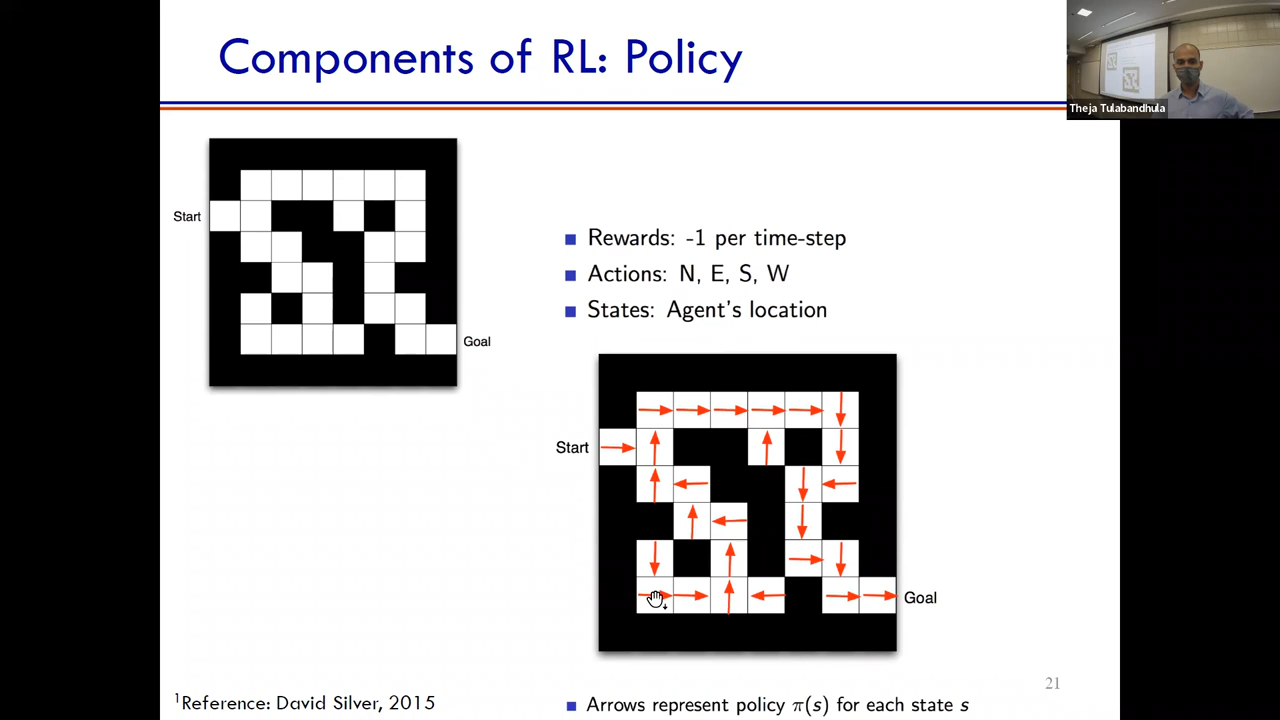 Components of RL: Policy
Theja Tulabandhula
Start
Goal
■ Rewards: -1 per time-step
■ Actions: N, E, S, W
■ States: Agent's location
Start
Goal
21
¹Reference: David Silver, 2015
■ Arrows represent policy π(s) for each state s